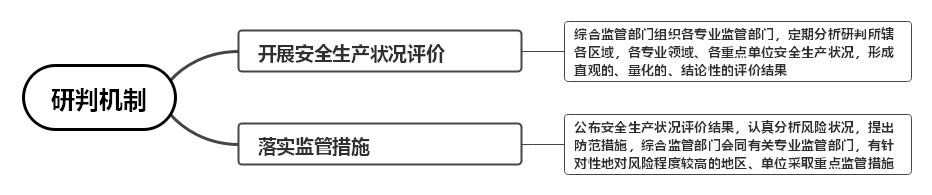 研判机制
开展安全生产状况评价
综合监管部门组织各专业监管部门，定期分析研判所辖
各区域，各专业领域、各重点单位安全生产状况，形成
直观的、量化的、结论性的评价结果
落实监管措施
公布安全生产状况评价结果，认真分析风险状况，提出
防范措施，综合监管部门会同有关专业监管部门，有针
对性地对风险程度较高的地区、单位采取重点监管措施